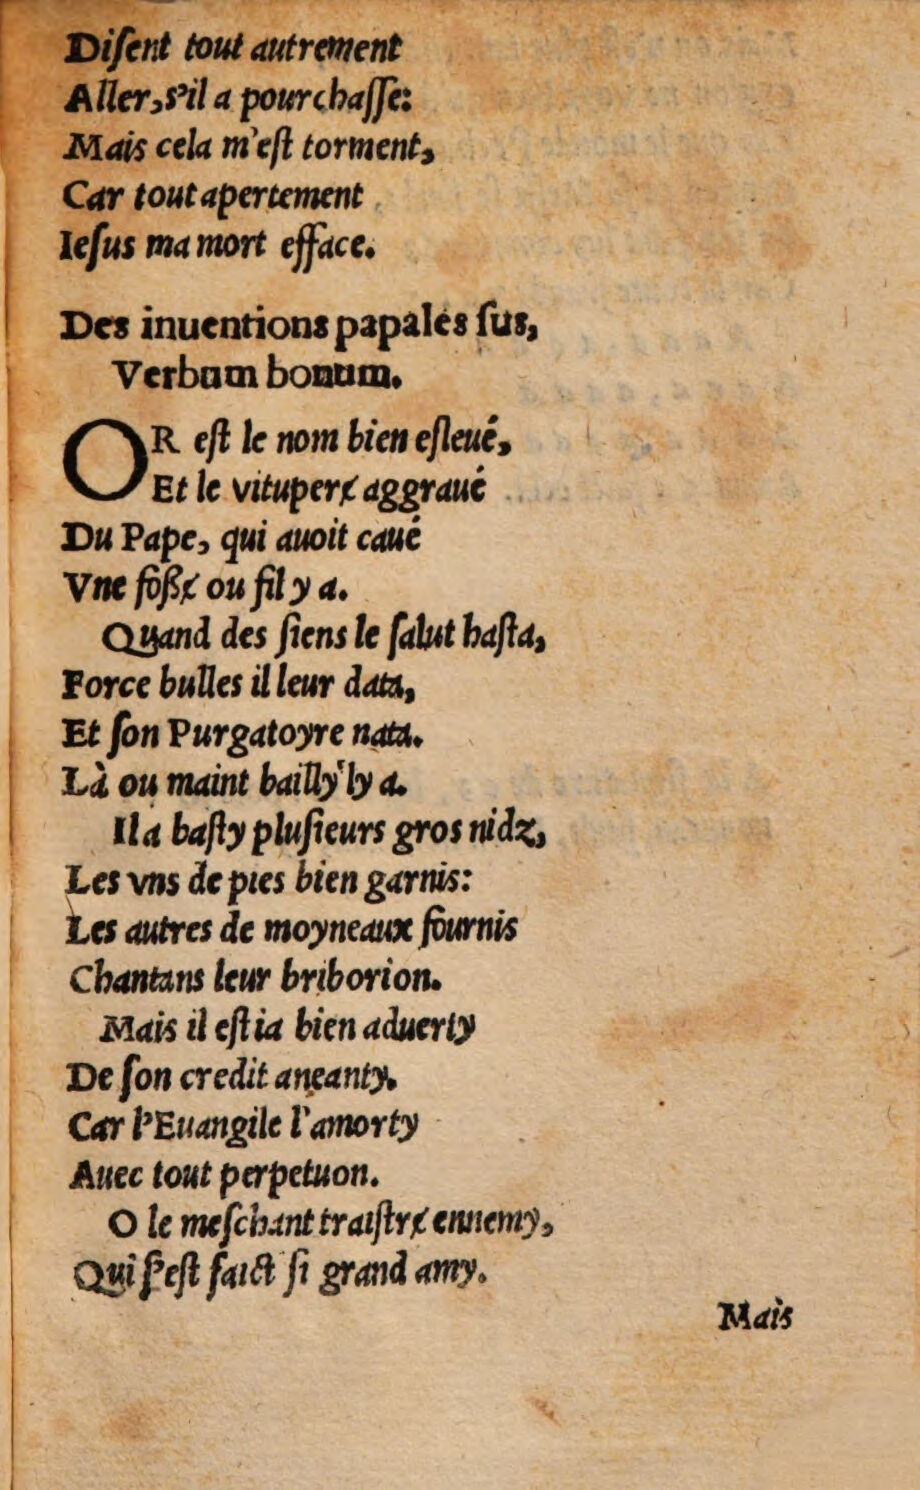 Diſent tout autrement
Aller, s'il a pourchaſſe:
Mais cela m'eſt torment,
Car tout apertement
Ieſus ma mort efface.
Des inuentions papales ſus,
Verbum bonum.
OR eſt le nom bien eſleué,
Et le vituperɇ aggraué
Du Pape, qui auoit caué
Vne foſſɇ ou fil y a.
Quand des ſiens le ſalut haſta,
Force bulles il leur data,
Et ſon Purgatoyre nata.
Là ou maint bailly'ly a.
Il a baſty pluſieurs gros nidz,
Les vns de pies bien garnis:
Les autres de moyneaux fournis
Chantans leur briborion.
Mais il eſt ia bien aduerty
De ſon credit aneanty.
Car l'Euangile l'amorty
Auec tout perpetuon.
O le meſchant traiſtrɇ ennemy,
Qui ſ'eſt faict ſi grand amy.
Mais